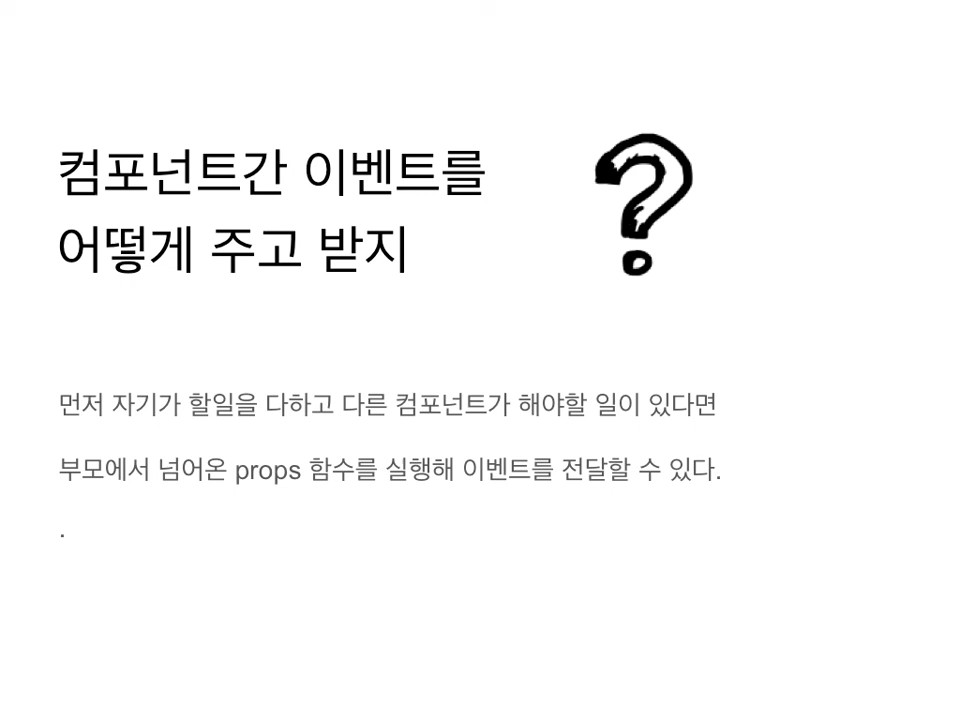 컴포넌트간 이벤트를
어떻게 주고 받지
?
먼저 자기가 할일을 다하고 다른 컴포넌트가 해야할 일이 있다면
부모에서 넘어온 props 함수를 실행해 이벤트를 전달할 수 있다.
.